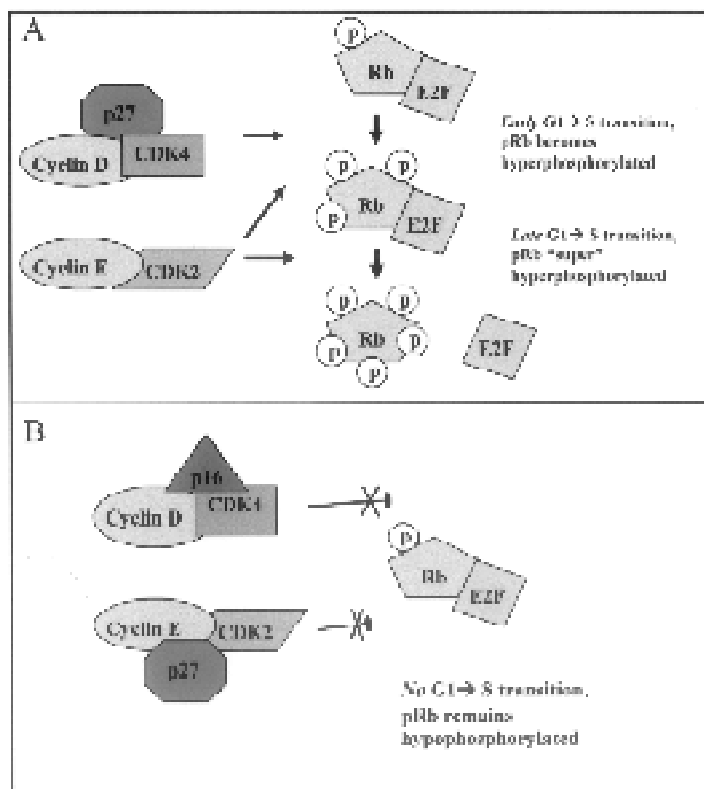 A
p
Rb
E2F
p27
Cyclin D
CDK4
Early G1→S transition,
pRb becomes
hyperphosphorylated
p
p
Rb
p
E2F
Cyclin E
CDK2
Late G1→S transition,
pRb "super"
hyperphosphorylated
p
p
Rb
p
p
p
E2F
B
p16
CDK4
Cyclin D
p
Rb
E2F
Cyclin E
CDK2
p27
No G1→S transition,
pRb remains
hypophosphorylated